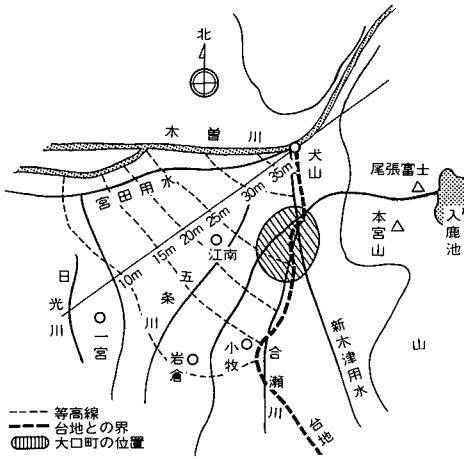 北
木曽川
犬山
尾張富士
入鹿池
本宮山
宮田用水
35m
30m
25m
20m
15m
10m
江南
五条川
日光川
一宮
岩倉
小牧
合瀬川
新木津用水
山
台地
等高線
台地との界
大口町の位置